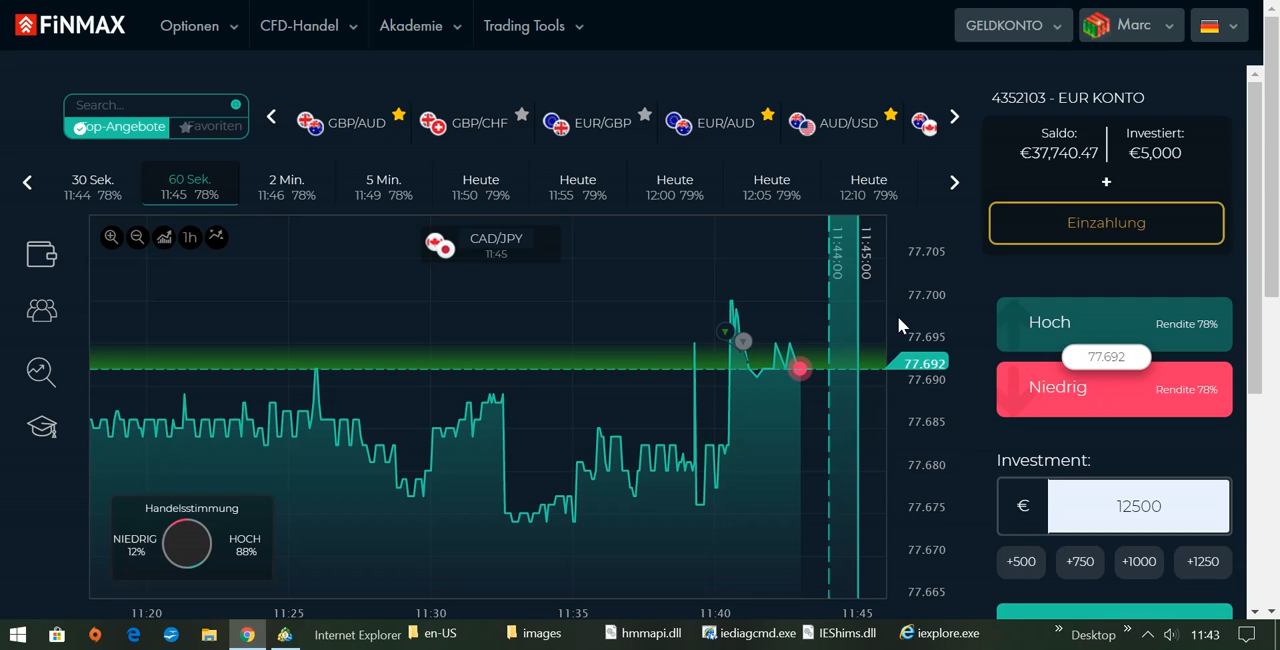 FiNMAX
Optionen
CFD-Handel
Akademie
Trading Tools
GELDKONTO
Marc
Search...
Top-Angebote
Favoriten
GBP/AUD
GBP/CHF
EUR/GBP
EUR/AUD
AUD/USD
30 Sek.
11:44 78%
60 Sek.
11:45 78%
2 Min.
11:46 78%
5 Min.
11:49 78%
Heute
11:50 79%
Heute
11:55 79%
Heute
12:00 79%
Heute
12:05 79%
Heute
12:10 79%
1h
CAD/JPY
11:45
11:44:00
11:45:00
77.705
77.700
77.695
77.692
77.690
77.685
77.680
77.675
77.670
77.665
Handelsstimmung
NIEDRIG
12%
HOCH
88%
11:20
11:25
11:30
11:35
11:40
11:45
4352103 - EUR KONTO
Saldo:
€37,740.47
Investiert:
€5,000
+
Einzahlung
Hoch
Rendite 78%
77.692
Niedrig
Rendite 78%
Investment:
€
12500
+500
+750
+1000
+1250
Internet Explorer
en-US
images
hmmapi.dll
iediagcmd.exe
IEShims.dll
iexplore.exe
»
Desktop
»
11:43